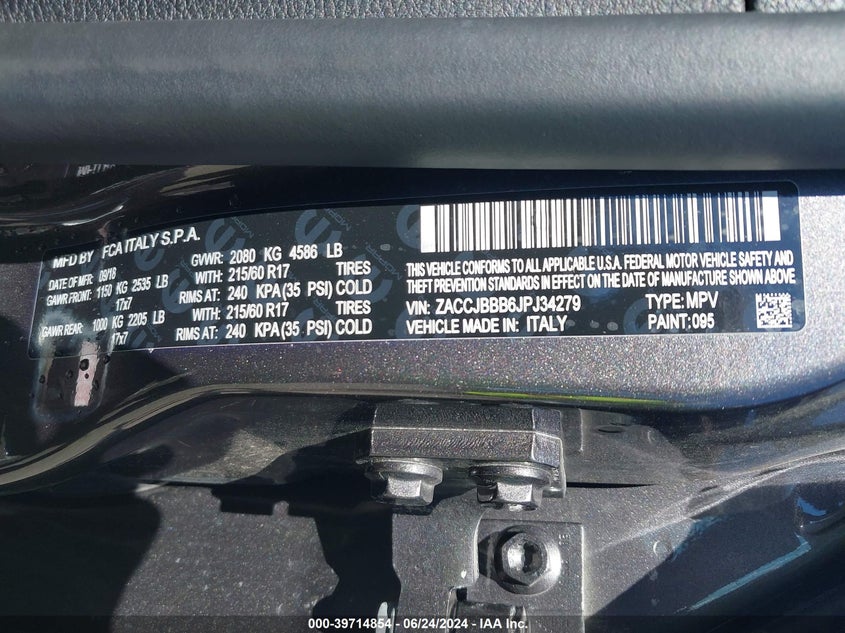 MFD BY FCA ITALY S.P.A.
DATE OF MFR 09/18 GVWR: 2080 KG 4586 LB
GAWR FRONT: 1150 KG 2535 LB WITH: 215/60 R17 TIRES
17x7 RIMS AT: 240 KPA(35 PSI) COLD
GAWR REAR: 1000 KG 2205 LB WITH: 215/60 R17 TIRES
17x7 RIMS AT: 240 KPA(35 PSI) COLD
THIS VEHICLE CONFORMS TO ALL APPLICABLE U.S.A. FEDERAL MOTOR VEHICLE SAFETY AND
THEFT PREVENTION STANDARDS IN EFFECT ON THE DATE OF MANUFACTURE SHOWN ABOVE.
VIN: ZACCJBBB6JPJ34279 TYPE: MPV
VEHICLE MADE IN: ITALY PAINT: 095
000-39714854 / 06/24/2024 - IAA Inc.